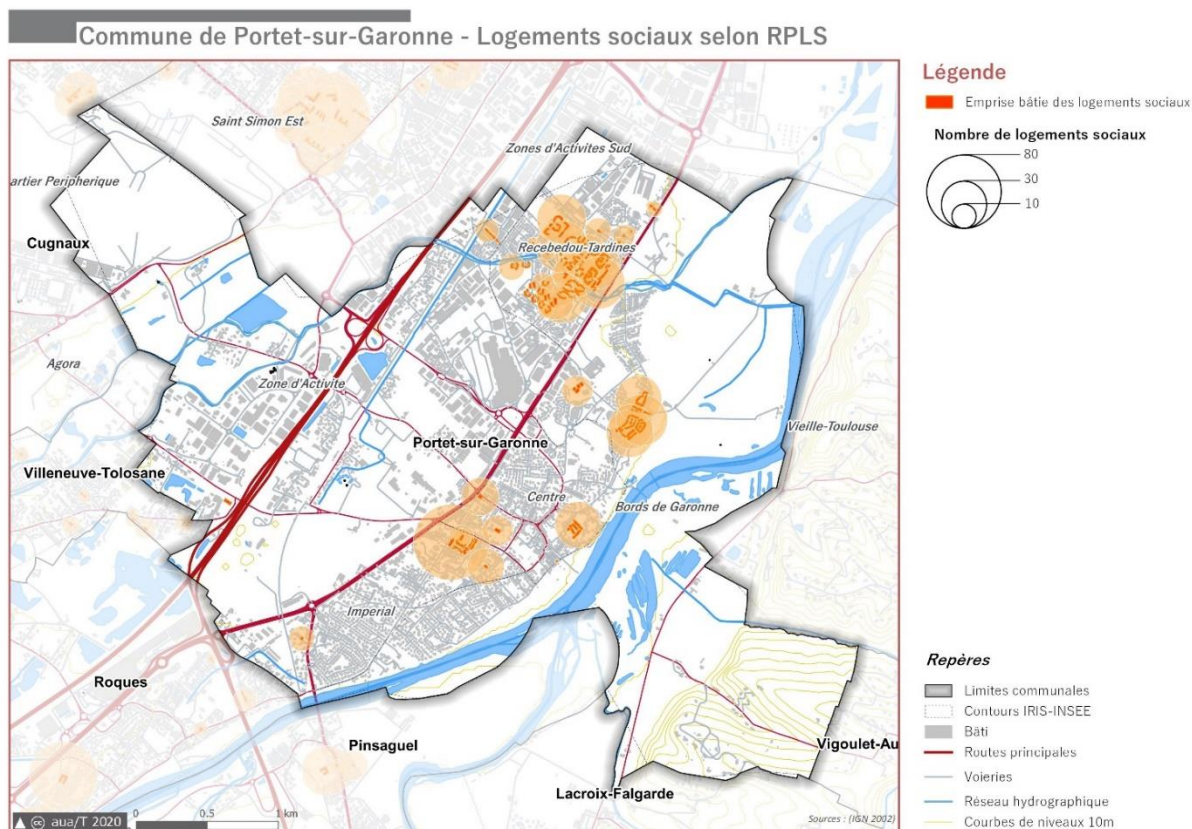 Commune de Portet-sur-Garonne - Logements sociaux selon RPLS
Saint Simon Est
Zones d'Activites Sud
artier Peripherique
Cugnaux
Recebedou-Tardines
Agora
Zone d'Activite
Vieille-Toulouse
Portet-sur-Garonne
Villeneuve-Tolosane
Centre
Bords de Garonne
Imperial
Roques
Pinsaguel
Vigoulet-Au
Lacroix-Falgarde
aua/T 2020
0 0.5 1 km
Sources : (IGN 2002)
Légende
Emprise bâtie des logements sociaux
Nombre de logements sociaux
80
30
10
Repères
Limites communales
Contours IRIS-INSEE
Bâti
Routes principales
Voieries
Réseau hydrographique
Courbes de niveaux 10m